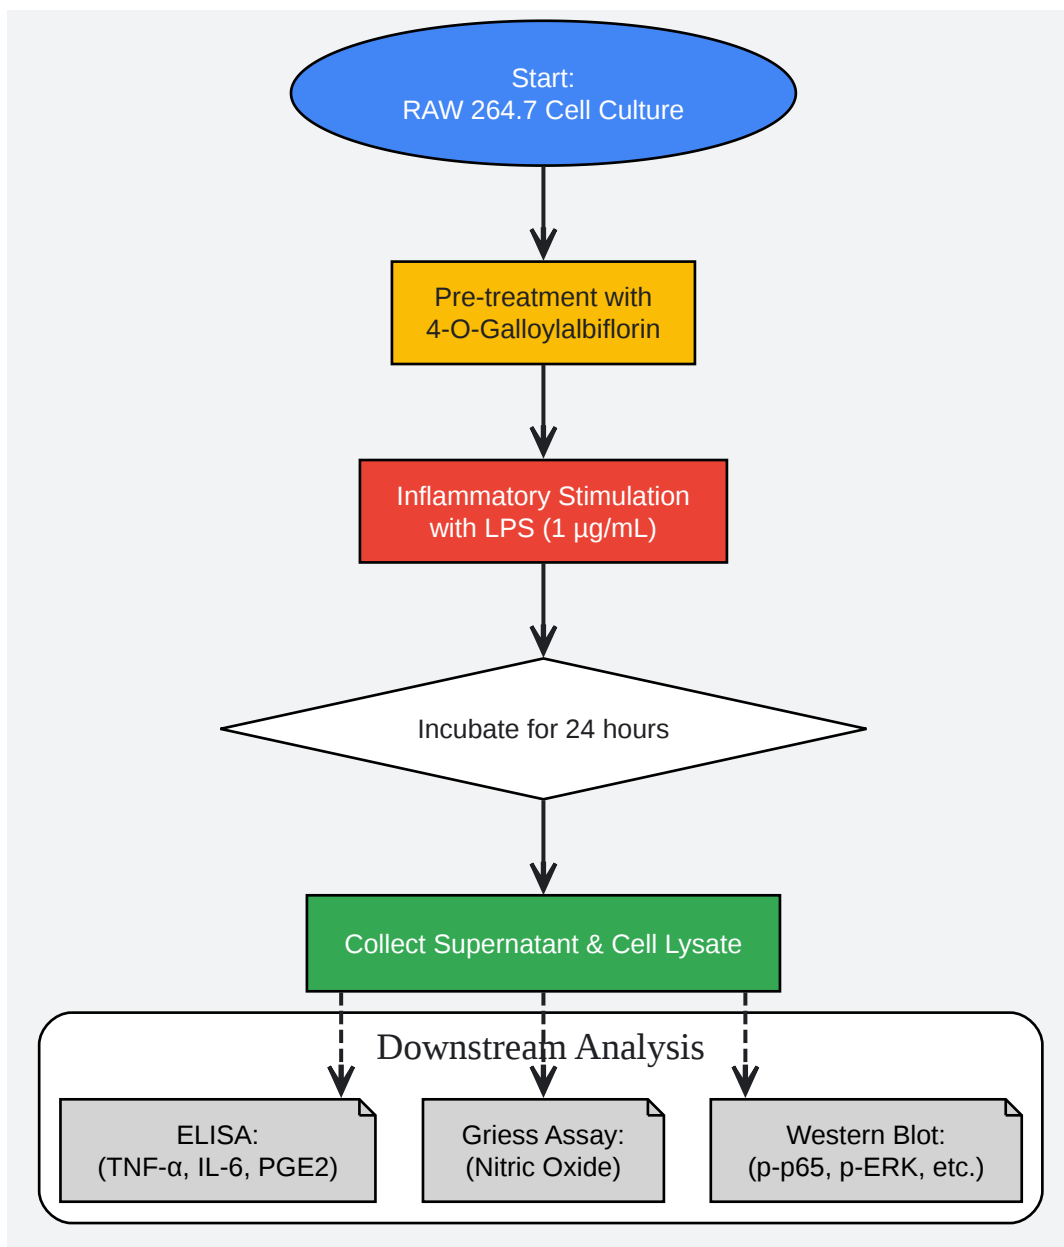 Start:
RAW 264.7 Cell Culture
Pre-treatment with
4-O-Galloylalbiflorin
Inflammatory Stimulation
with LPS (1 µg/mL)
Incubate for 24 hours
Collect Supernatant & Cell Lysate
Downstream Analysis
ELISA:
(TNF-α, IL-6, PGE2)
Griess Assay:
(Nitric Oxide)
Western Blot:
(p-p65, p-ERK, etc.)